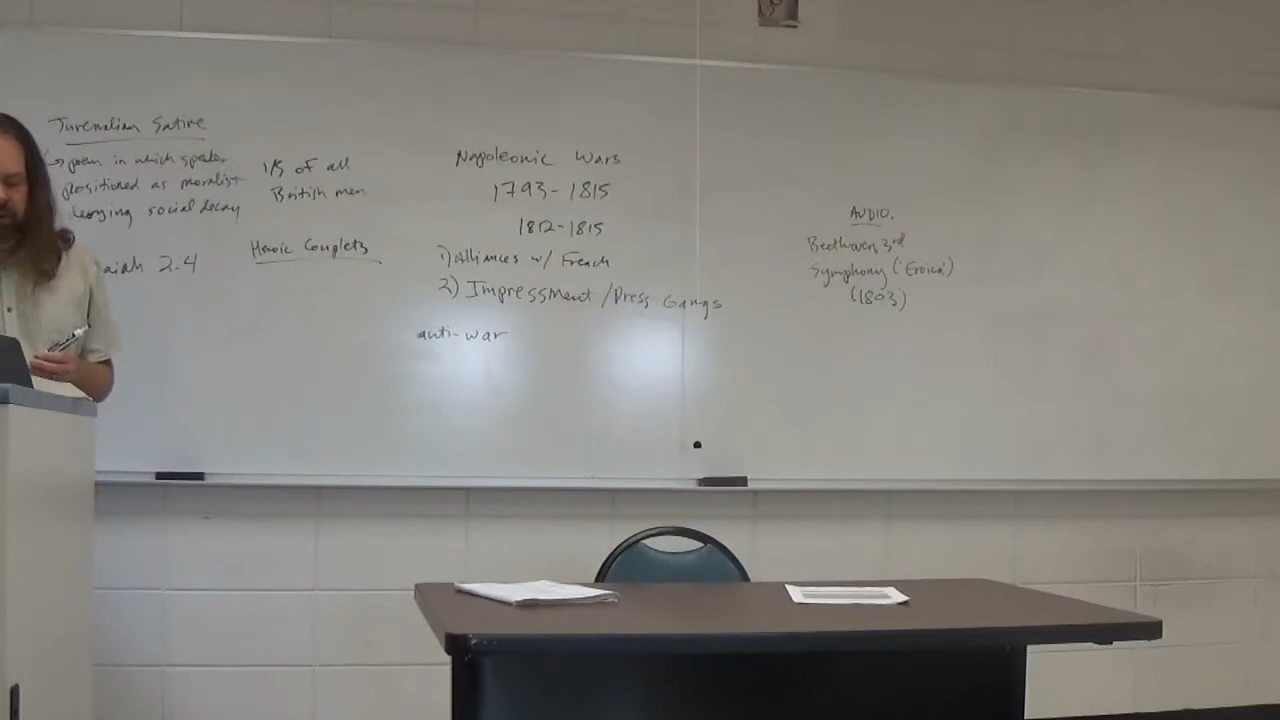 Juvenalian Satire
↳ poem in which speaker
positioned as moralist
social decay
1/5 of all
British men
Heroic Couplets
aiah 2.4
Napoleonic Wars
1793-1815
1812-1815
1) Alliances w/ French
2) Impressment / Press Gangs
anti-war
AUDIO.
Beethoven 3rd
Symphony ('Eroica')
(1803)